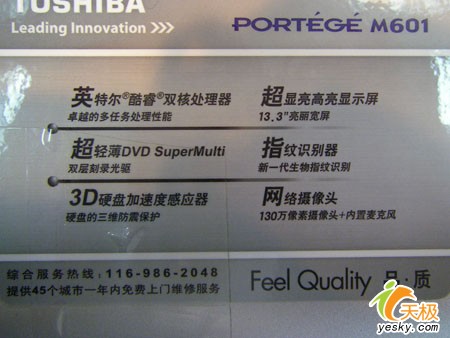 TOSHIBA
Leading Innovation >>>
PORTÉGÉ M601
英特尔®酷睿®双核处理器
卓越的多任务处理性能
超显亮高亮显示屏
13.3"亮丽宽屏
超轻薄DVD SuperMulti
双层刻录光驱
指纹识别器
新一代生物指纹识别
3D硬盘加速度感应器
硬盘的三维防震保护
网络摄像头
130万像素摄像头+内置麦克风
综合服务热线：116-986-2048
提供45个城市一年内免费上门维修服务
Feel Quality 品·质
天极
yesky.com